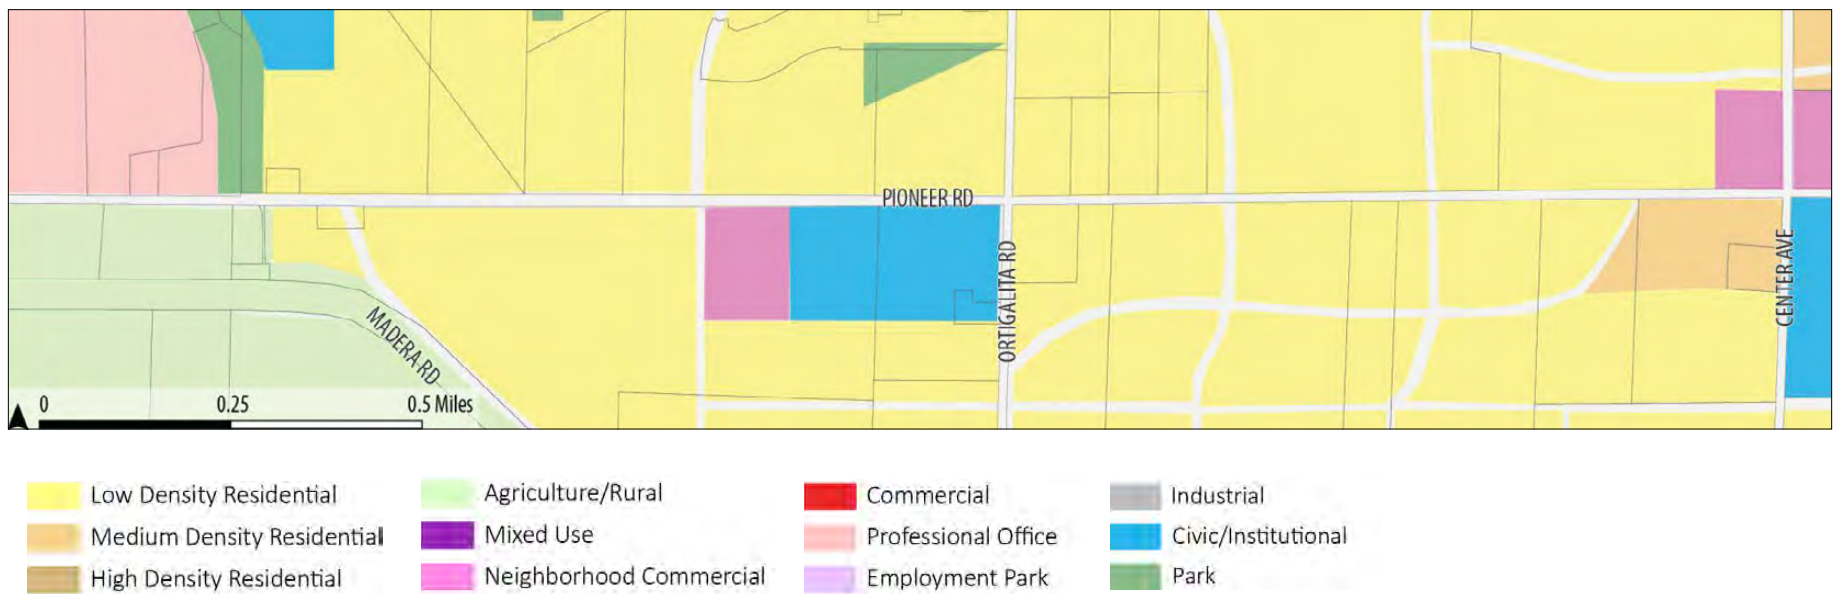 PIONEER RD
ORTIGALITA RD
CENTER AVE
MADERA RD
0 0.25 0.5 Miles
Low Density Residential
Medium Density Residential
High Density Residential
Agriculture/Rural
Mixed Use
Neighborhood Commercial
Commercial
Professional Office
Employment Park
Industrial
Civic/Institutional
Park